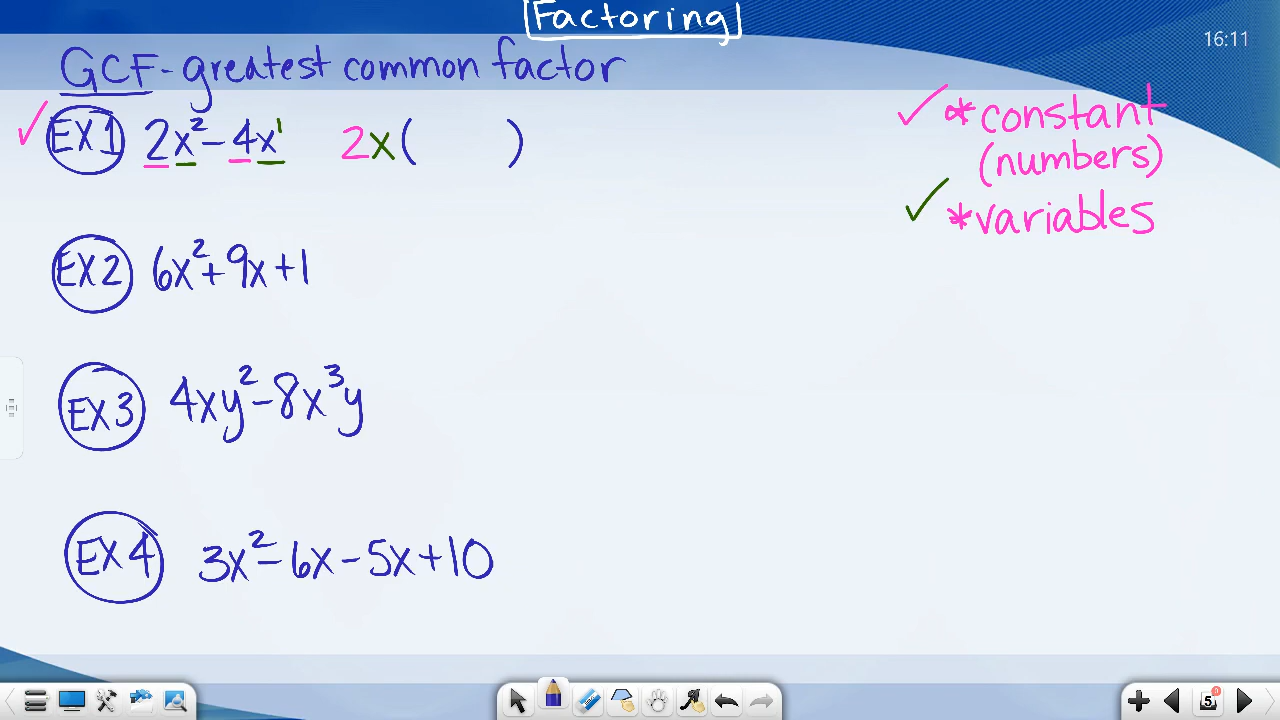 Factoring
16:11
GCF - greatest common factor
EX1 2x² - 4x¹ 2x( )
* constant
(numbers)
* variables
EX2 6x² + 9x + 1
EX3 4xy² - 8x³y
EX4 3x² - 6x - 5x + 10
5